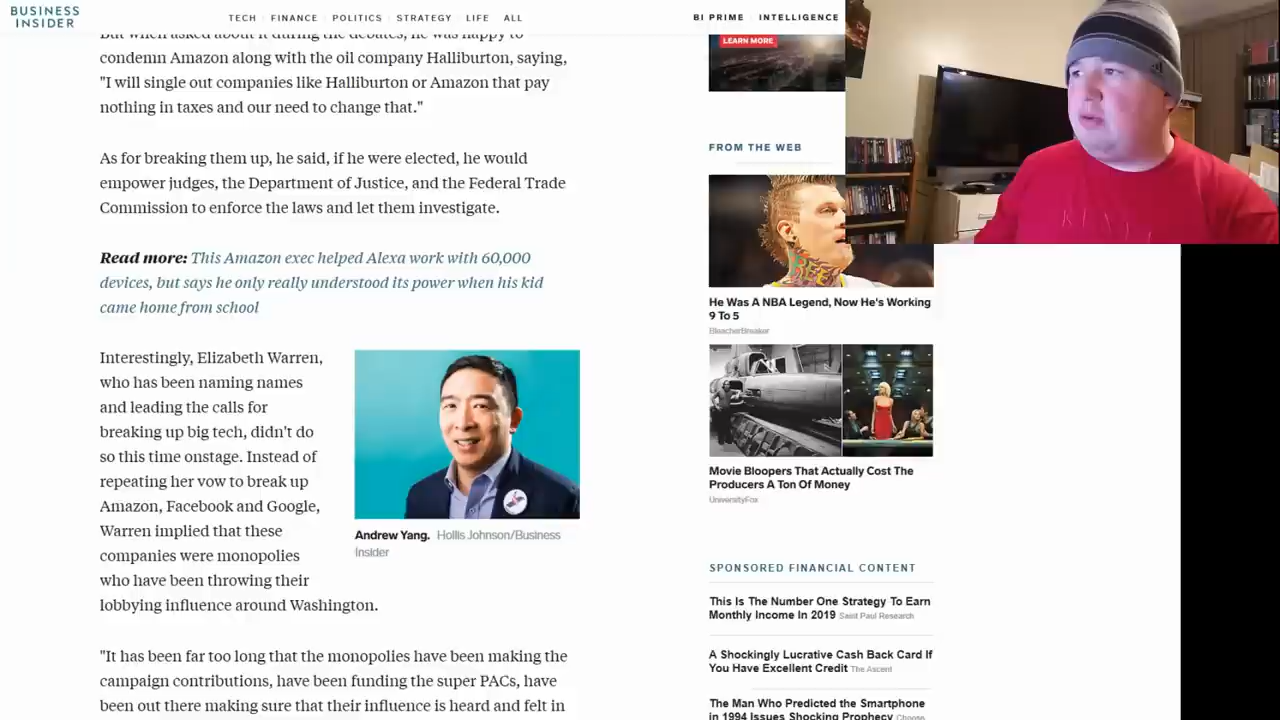 BUSINESS
INSIDER
TECH FINANCE POLITICS STRATEGY LIFE ALL
BI PRIME INTELLIGENCE
But when asked about it during the debates, he was happy to
condemn Amazon along with the oil company Halliburton, saying,
"I will single out companies like Halliburton or Amazon that pay
nothing in taxes and our need to change that."
As for breaking them up, he said, if he were elected, he would
empower judges, the Department of Justice, and the Federal Trade
Commission to enforce the laws and let them investigate.
Read more: This Amazon exec helped Alexa work with 60,000
devices, but says he only really understood its power when his kid
came home from school
Interestingly, Elizabeth Warren,
who has been naming names
and leading the calls for
breaking up big tech, didn't do
so this time onstage. Instead of
repeating her vow to break up
Amazon, Facebook and Google,
Warren implied that these
companies were monopolies
who have been throwing their
lobbying influence around Washington.
Andrew Yang. Hollis Johnson/Business
Insider
"It has been far too long that the monopolies have been making the
campaign contributions, have been funding the super PACs, have
been out there making sure that their influence is heard and felt in
LEARN MORE
FROM THE WEB
He Was A NBA Legend, Now He's Working
9 To 5
BleacherBreaker
Movie Bloopers That Actually Cost The
Producers A Ton Of Money
UniversityFox
SPONSORED FINANCIAL CONTENT
This Is The Number One Strategy To Earn
Monthly Income In 2019 Saint Paul Research
A Shockingly Lucrative Cash Back Card If
You Have Excellent Credit The Ascent
The Man Who Predicted the Smartphone
in 1994 Issues Shocking Prophecy Choose